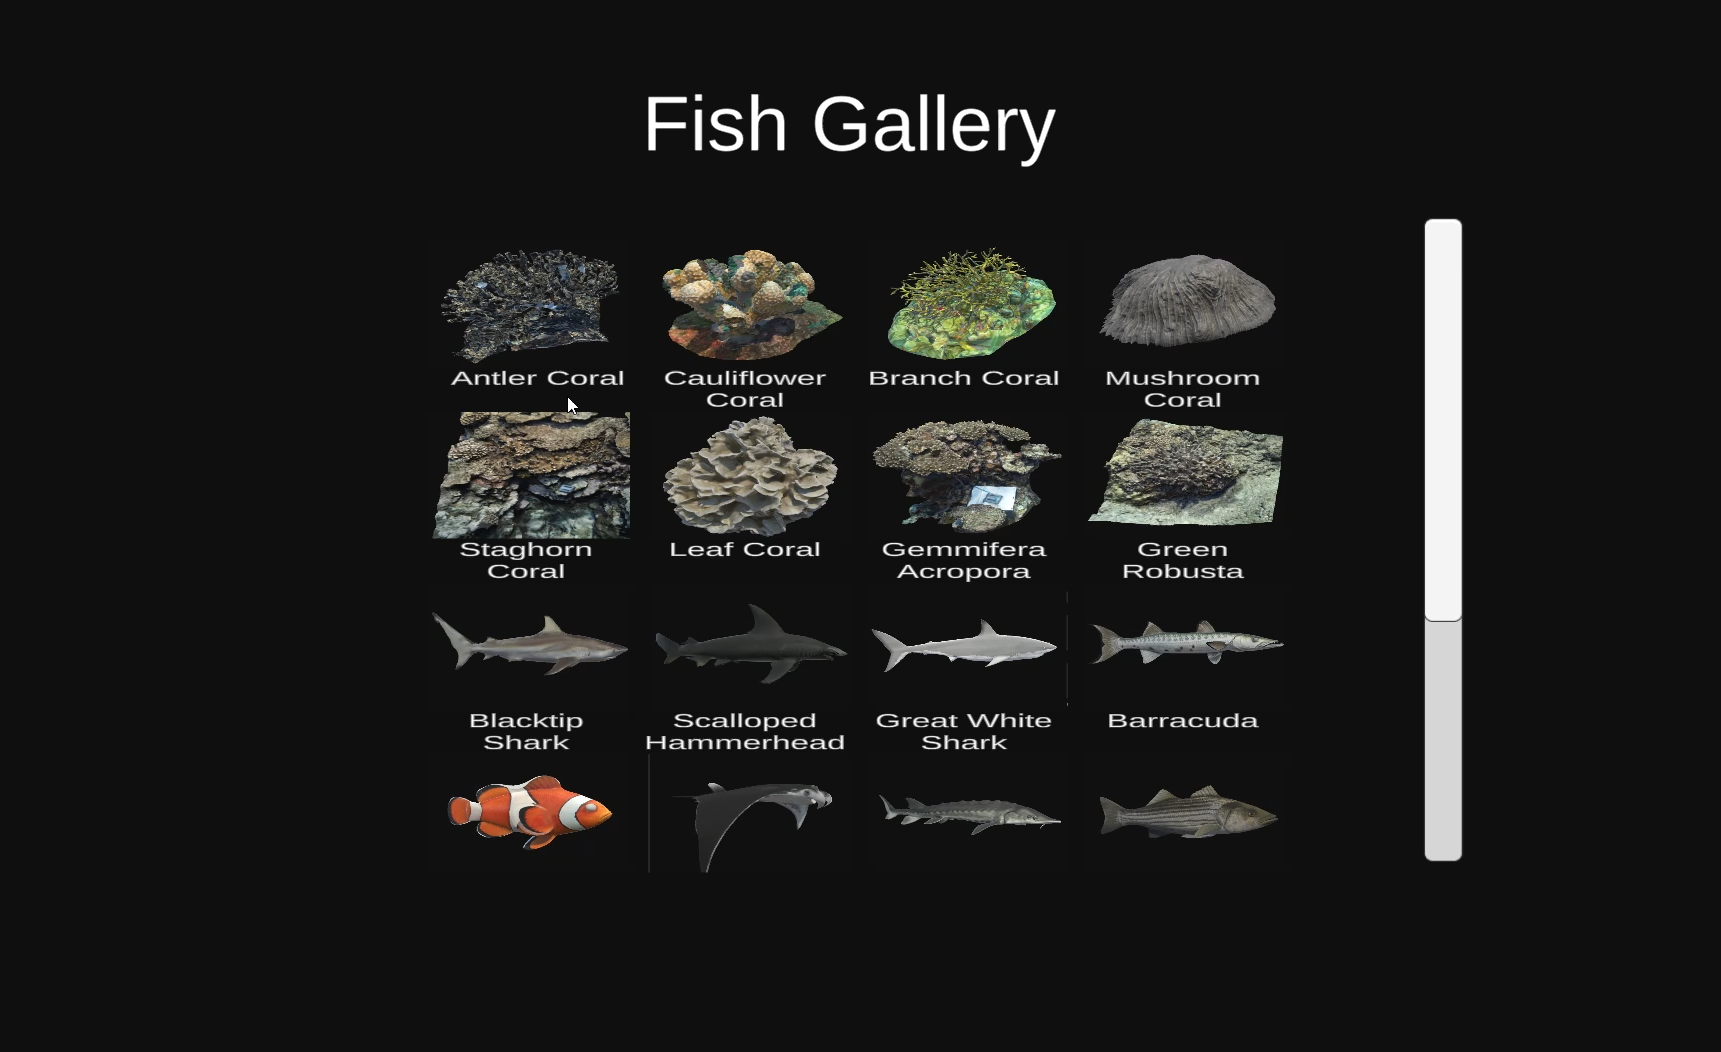 Fish Gallery
Antler Coral
Cauliflower
Coral
Branch Coral
Mushroom
Coral
Staghorn
Coral
Leaf Coral
Gemmifera
Acropora
Green
Robusta
Blacktip
Shark
Scalloped
Hammerhead
Great White
Shark
Barracuda